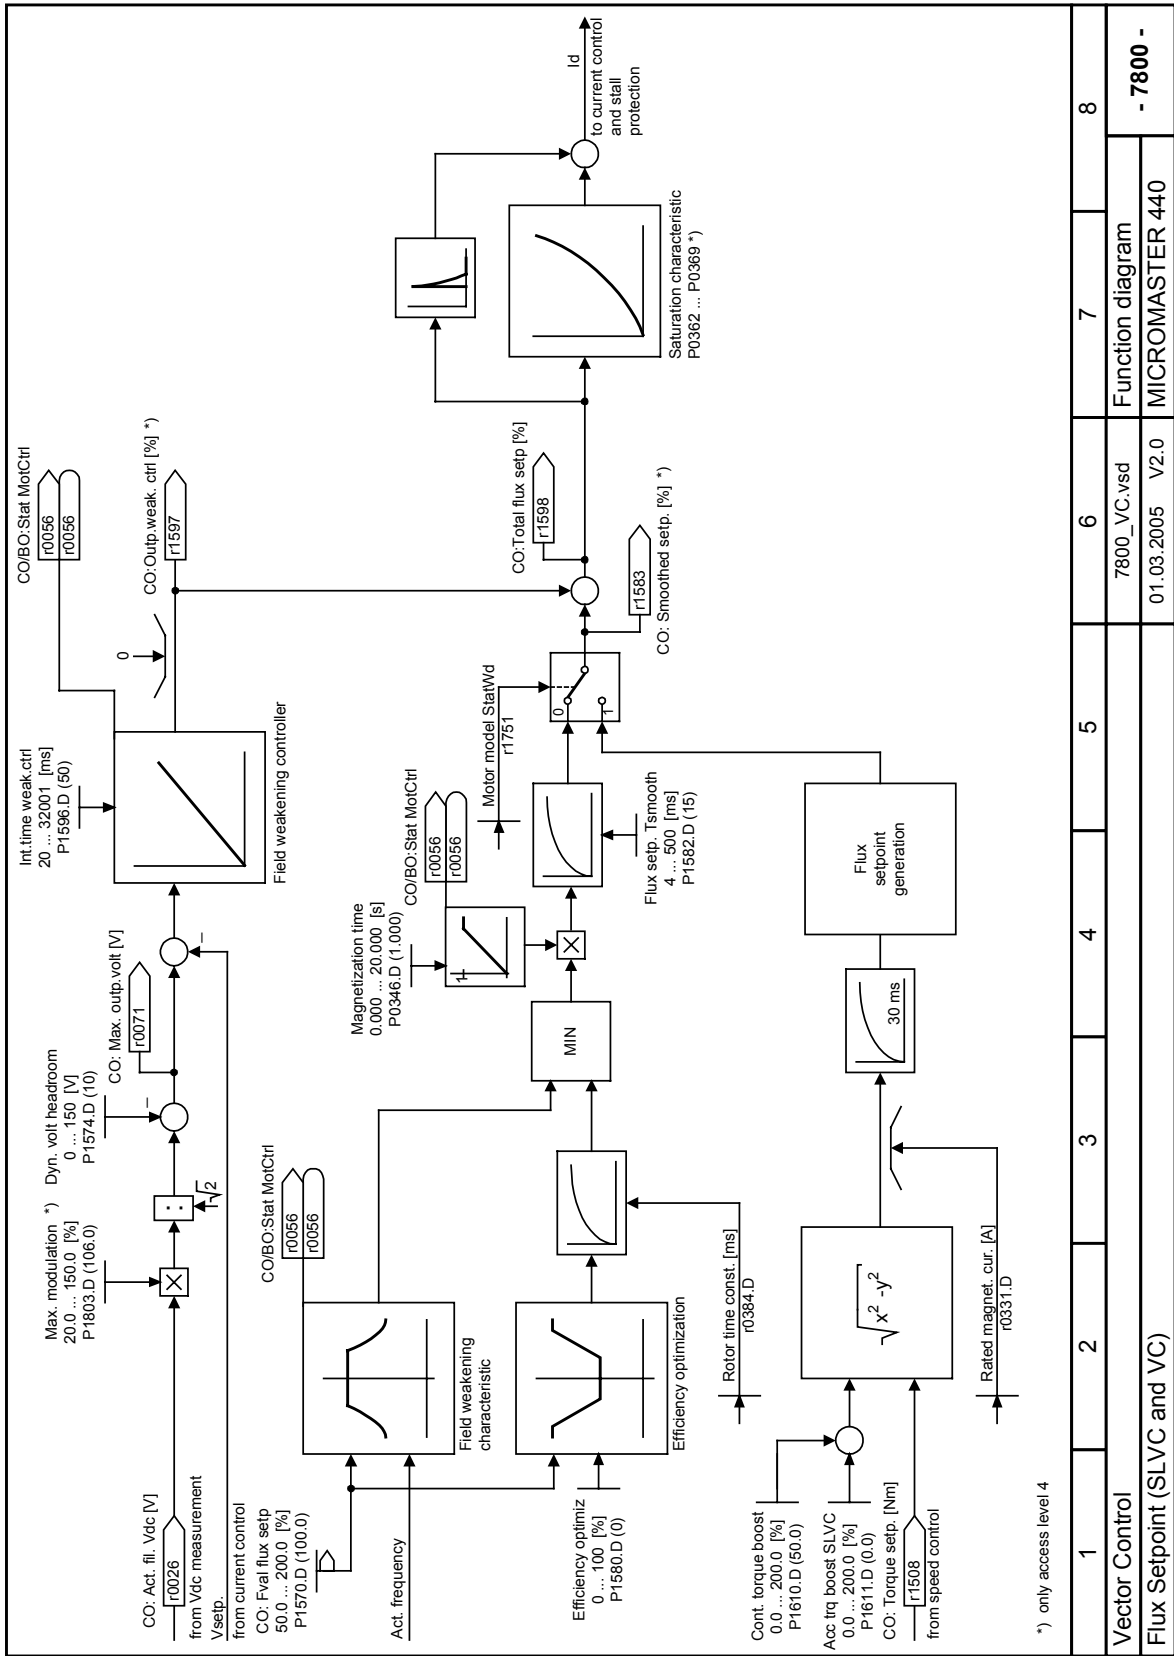 CO: Act. fil. Vdc [V]
r0026
from Vdc measurement
Vsetp.
from current control
Max. modulation *)
20.0 ... 150.0 [%]
P1803.D (106.0)
√2
Dyn. volt headroom
0 ... 150 [V]
P1574.D (10)
–
CO: Max. outp.volt [V]
r0071
–
Int.time weak.ctrl
20 ... 32001 [ms]
P1596.D (50)
Field weakening controller
0
CO/BO:Stat MotCtrl
r0056
r0056
CO:Outp.weak. ctrl [%] *)
r1597
CO: Fval flux setp
50.0 ... 200.0 [%]
P1570.D (100.0)
Act. frequency
CO/BO:Stat MotCtrl
r0056
r0056
Field weakening
characteristic
Efficiency optimiz
0 ... 100 [%]
P1580.D (0)
Efficiency optimization
Rotor time const. [ms]
r0384.D
MIN
Magnetization time
0.000 ... 20.000 [s]
P0346.D (1.000)
1
CO/BO:Stat MotCtrl
r0056
r0056
Flux setp. Tsmooth
4 ... 500 [ms]
P1582.D (15)
Motor model StatWd
r1751
0
1
CO: Smoothed setp. [%] *)
r1583
CO:Total flux setp [%]
r1598
Saturation characteristic
P0362 ... P0369 *)
Id
to current control
and stall
protection
Cont. torque boost
0.0 ... 200.0 [%]
P1610.D (50.0)
Acc trq boost SLVC
0.0 ... 200.0 [%]
P1611.D (0.0)
CO: Torque setp. [Nm]
r1508
from speed control
√x² -y²
Rated magnet. cur. [A]
r0331.D
30 ms
Flux
setpoint
generation
*) only access level 4
1 2 3 4 5 6 7 8
Vector Control
7800_VC.vsd
Function diagram
- 7800 -
Flux Setpoint (SLVC and VC)
01.03.2005 V2.0
MICROMASTER 440